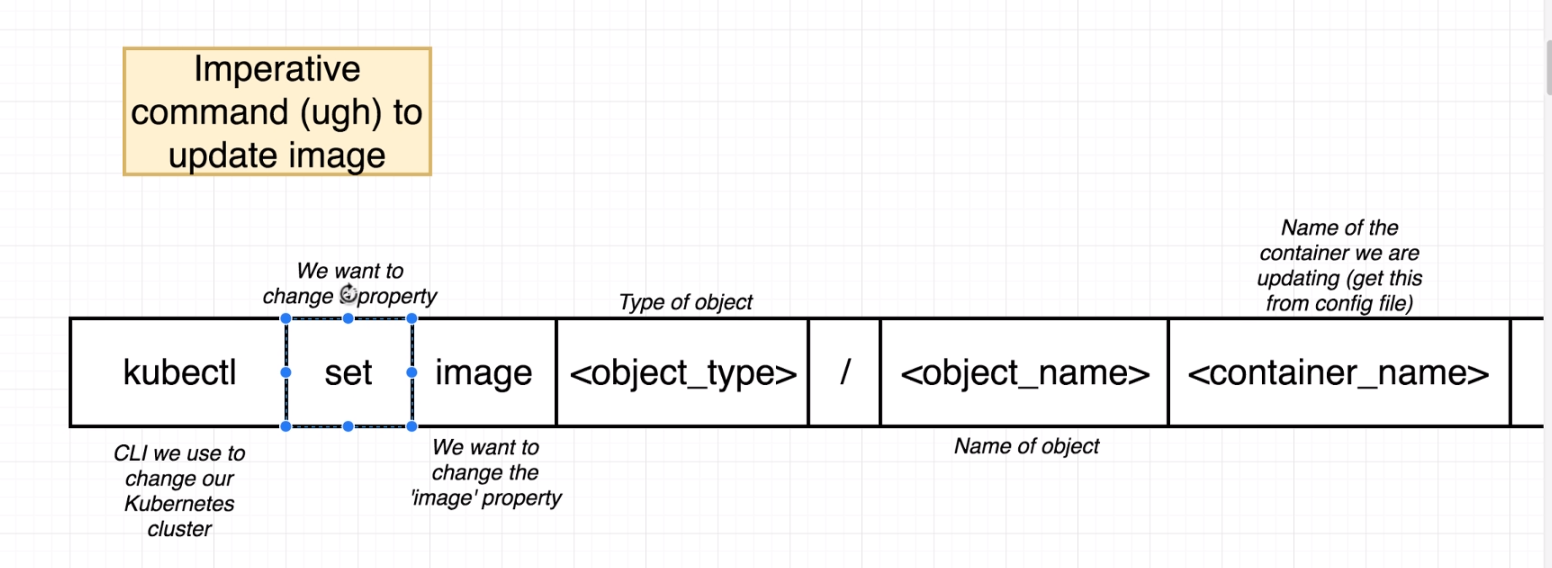 Imperative
command (ugh) to
update image
We want to
change property
Type of object
Name of the
container we are
updating (get this
from config file)
kubectl
set
image
<object_type>
/
<object_name>
<container_name>
CLI we use to
change our
Kubernetes
cluster
We want to
change the
'image' property
Name of object